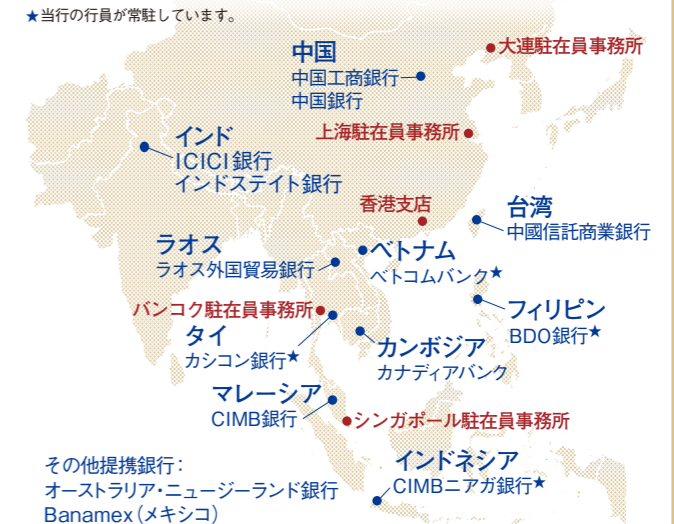 ★当行の行員が常駐しています。
大連駐在員事務所
中国
中国工商銀行
中国銀行
上海駐在員事務所
インド
ICICI銀行
インドステイト銀行
香港支店
台湾
中國信託商業銀行
ラオス
ラオス外国貿易銀行
ベトナム
ベトコムバンク★
バンコク駐在員事務所
タイ
カシコン銀行★
フィリピン
BDO銀行★
カンボジア
カナディアバンク
マレーシア
CIMB銀行
シンガポール駐在員事務所
インドネシア
CIMBニアガ銀行★
その他提携銀行：
オーストラリア・ニュージーランド銀行
Banamex（メキシコ）